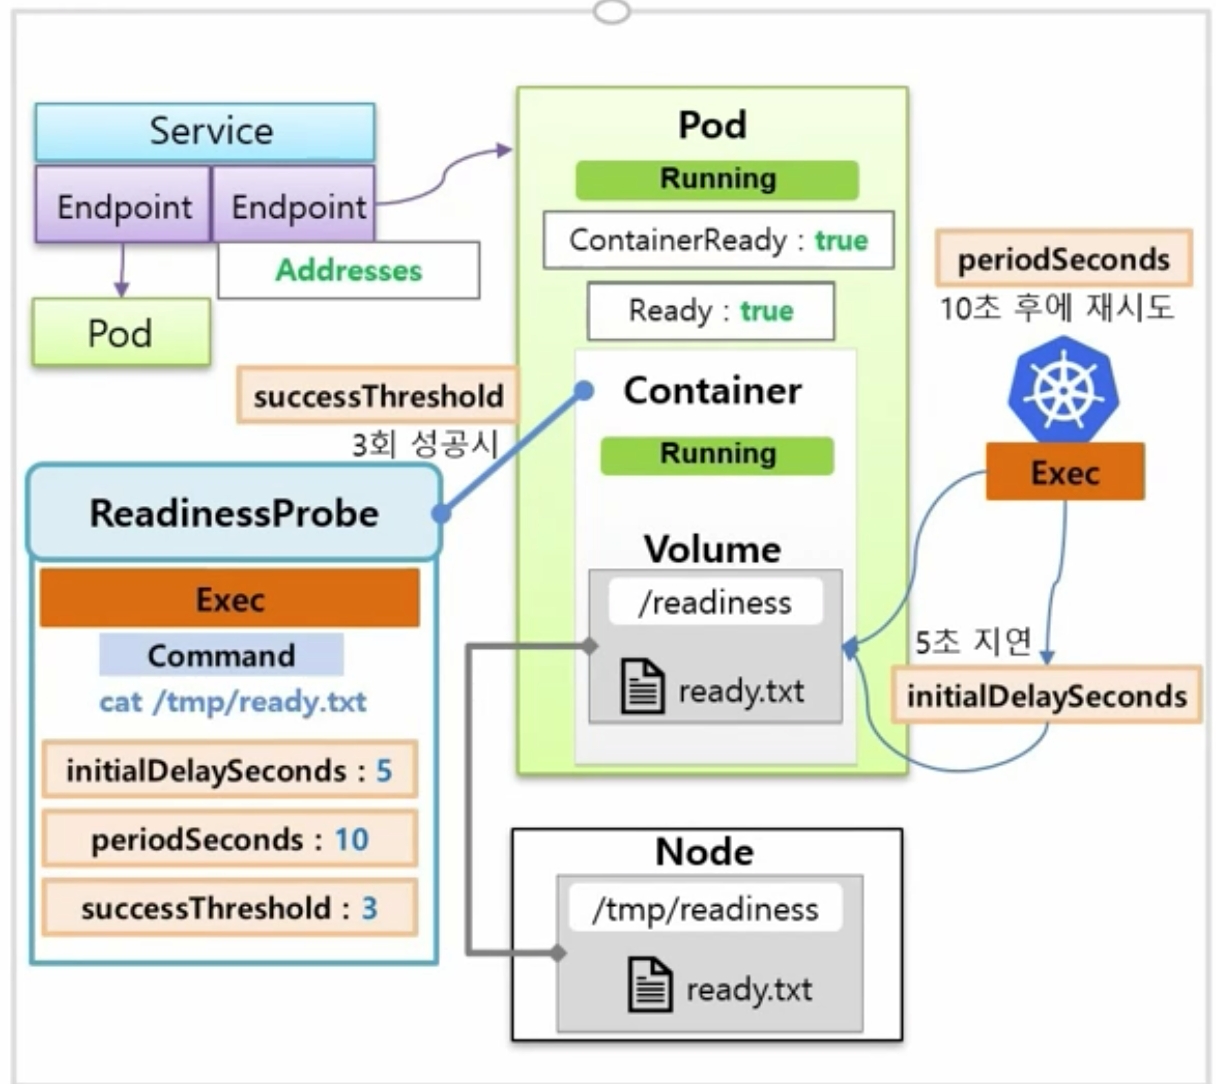 Service
Endpoint
Endpoint
Addresses
Pod
Pod
Running
ContainerReady : true
Ready : true
periodSeconds
10초 후에 재시도
Exec
5초 지연
initialDelaySeconds
successThreshold
3회 성공시
Container
Running
Volume
/readiness
ready.txt
ReadinessProbe
Exec
Command
cat /tmp/ready.txt
initialDelaySeconds : 5
periodSeconds : 10
successThreshold : 3
Node
/tmp/readiness
ready.txt